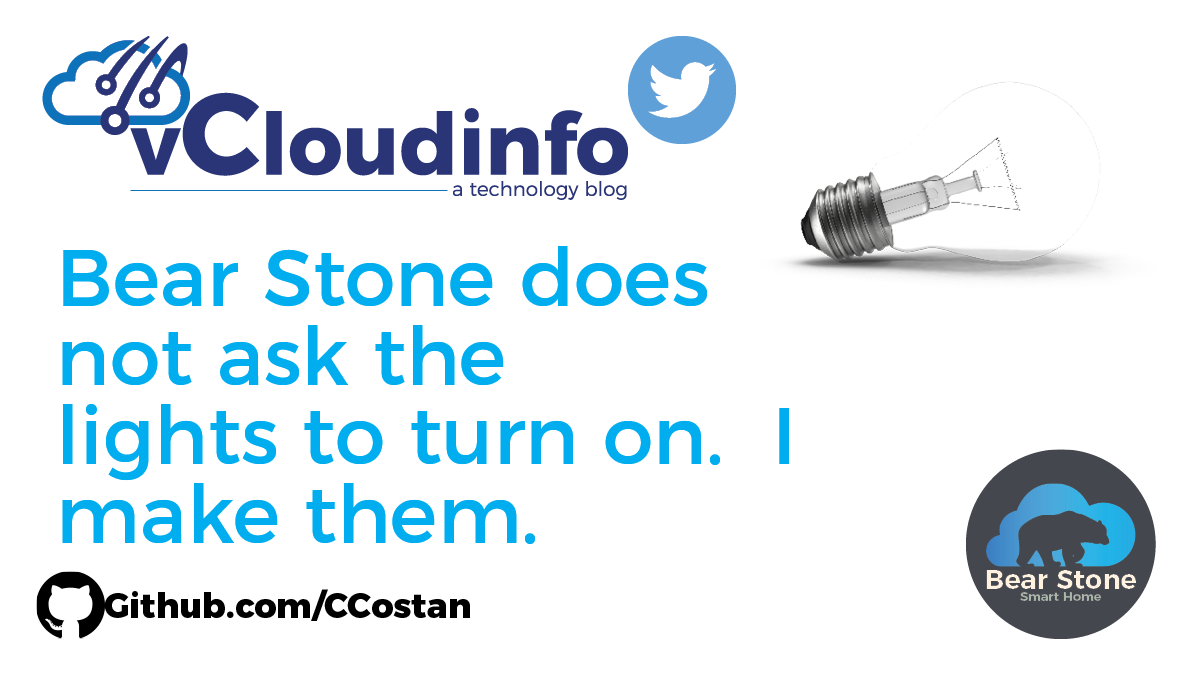 vCloudinfo
a technology blog
Bear Stone does
not ask the
lights to turn on.  I
make them.
Github.com/CCostan
Bear Stone
Smart Home